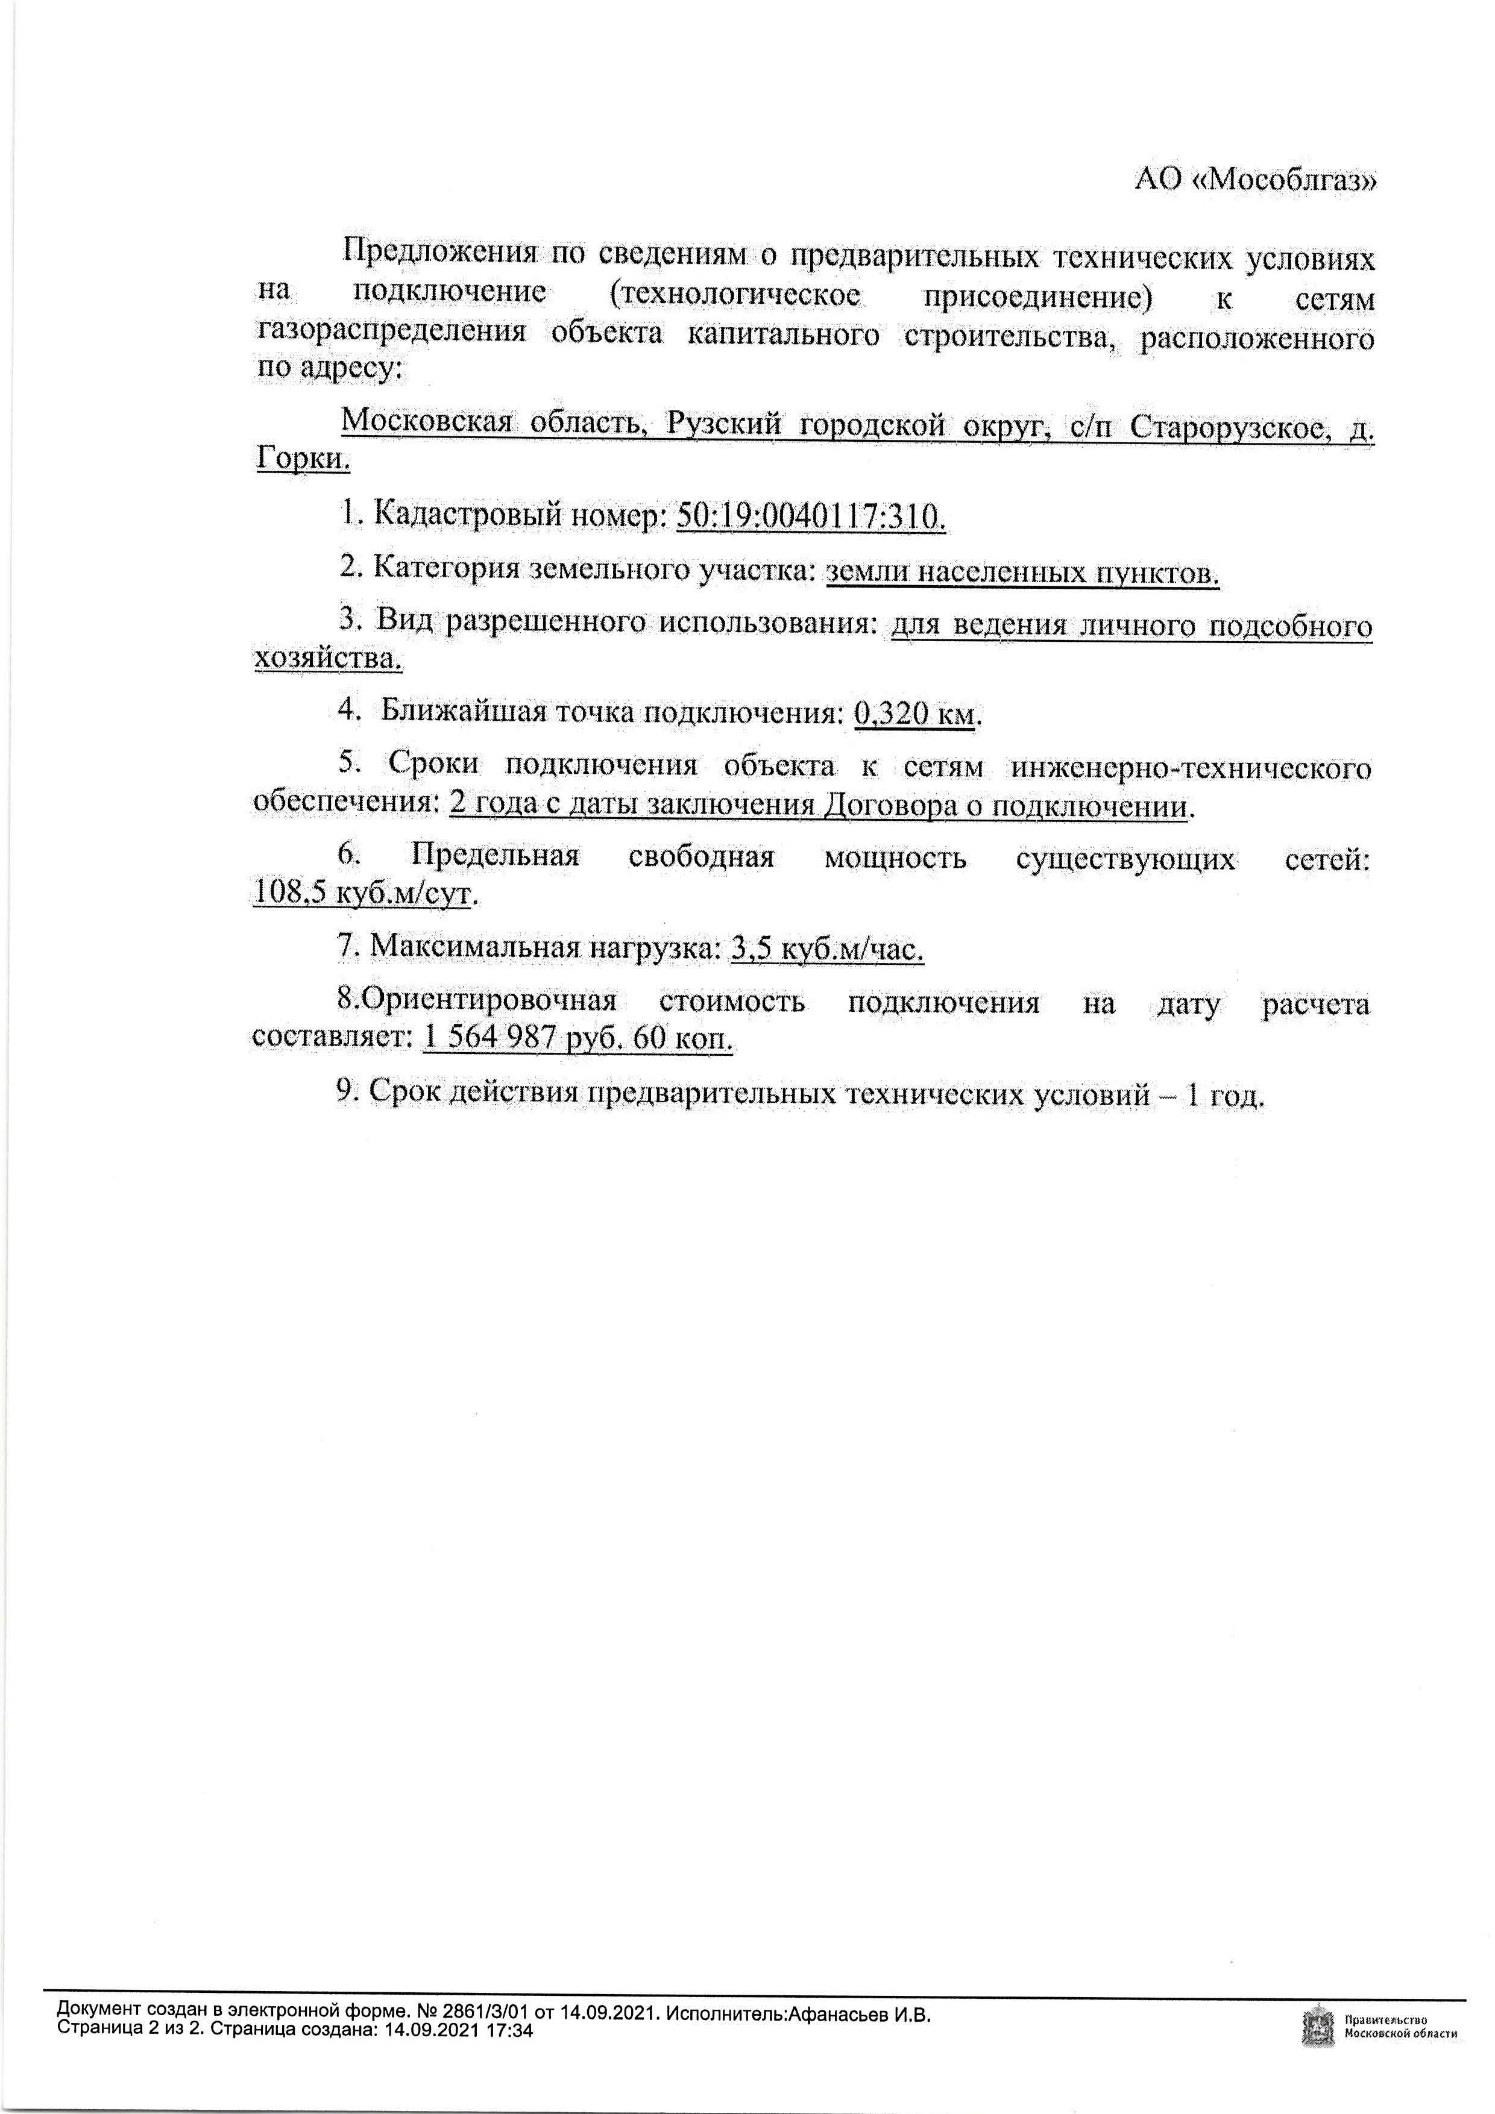 АО «Мособлгаз»
Предложения по сведениям о предварительных технических условиях
на подключение (технологическое присоединение) к сетям
газораспределения объекта капитального строительства, расположенного
по адресу:
Московская область, Рузский городской округ, с/п Старорузское, д.
Горки.
1. Кадастровый номер: 50:19:0040117:310.
2. Категория земельного участка: земли населенных пунктов.
3. Вид разрешенного использования: для ведения личного подсобного
хозяйства.
4. Ближайшая точка подключения: 0,320 км.
5. Сроки подключения объекта к сетям инженерно-технического
обеспечения: 2 года с даты заключения Договора о подключении.
6. Предельная свободная мощность существующих сетей:
108,5 куб.м/сут.
7. Максимальная нагрузка: 3,5 куб.м/час.
8.Ориентировочная стоимость подключения на дату расчета
составляет: 1 564 987 руб. 60 коп.
9. Срок действия предварительных технических условий – 1 год.
Документ создан в электронной форме. № 2861/3/01 от 14.09.2021. Исполнитель:Афанасьев И.В.
Страница 2 из 2. Страница создана: 14.09.2021 17:34
Правительство
Московской области